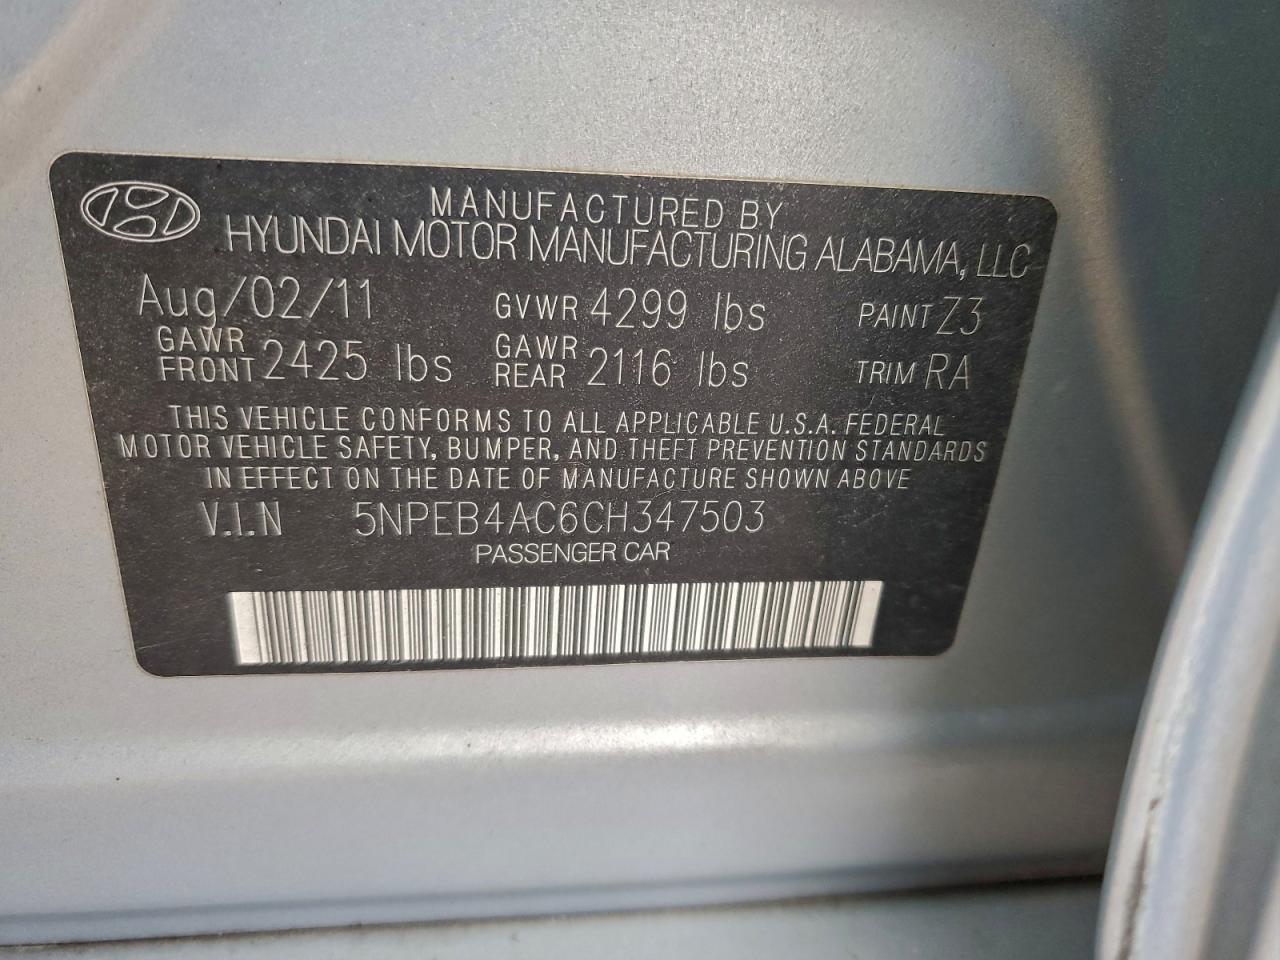 MANUFACTURED BY
HYUNDAI MOTOR MANUFACTURING ALABAMA, LLC
Aug/02/11 GVWR 4299 lbs PAINT Z3
GAWR FRONT 2425 lbs GAWR REAR 2116 lbs TRIM RA
THIS VEHICLE CONFORMS TO ALL APPLICABLE U.S.A. FEDERAL
MOTOR VEHICLE SAFETY, BUMPER, AND THEFT PREVENTION STANDARDS
IN EFFECT ON THE DATE OF MANUFACTURE SHOWN ABOVE
V.I.N 5NPEB4AC6CH347503
PASSENGER CAR